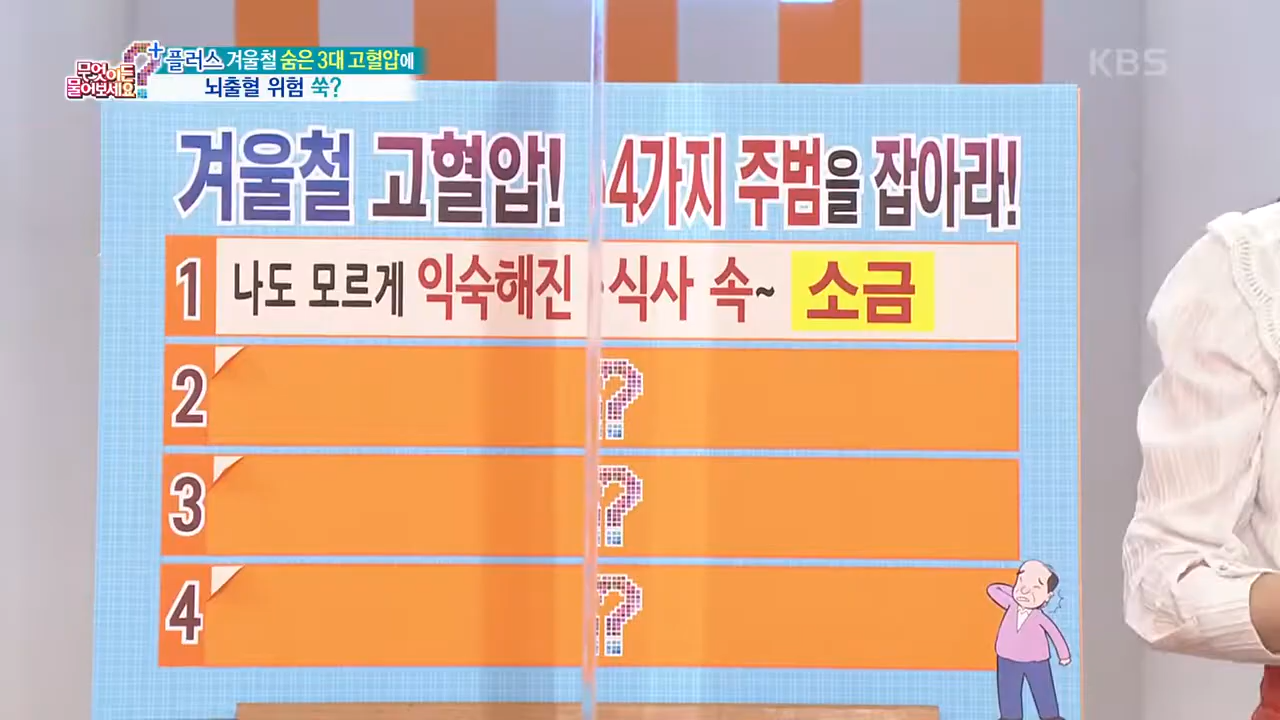 무엇이든
물어보세요
플러스 겨울철 숨은 3대 고혈압에
뇌출혈 위험 쑥?
KBS
겨울철 고혈압! 4가지 주범을 잡아라!
1 나도 모르게 익숙해진 식사 속~ 소금
2 ?
3 ?
4 ?